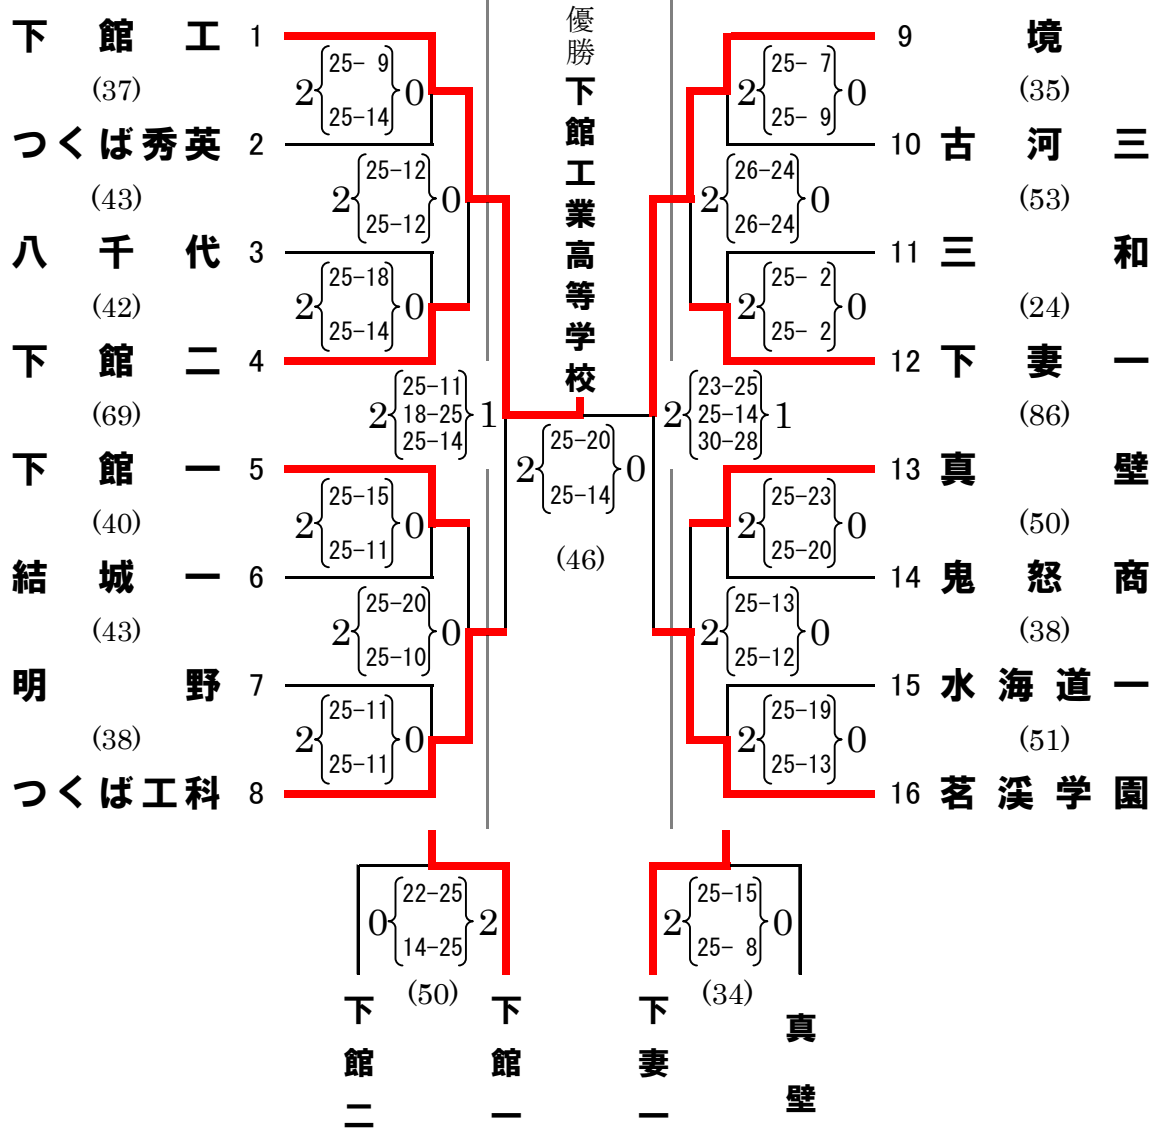 下館工 1
(37)
つくば秀英 2
(43)
八千代 3
(42)
下館二 4
(69)
下館一 5
(40)
結城一 6
(43)
明野 7
(38)
つくば工科 8
2 25- 9 0
25-14
2 25-12 0
25-12
2 25-18 0
25-14
2 25-11 1
18-25
25-14
2 25-15 0
25-11
2 25-20 0
25-10
2 25-11 0
25-11
優勝
下館工業高等学校
2 25-20 0
25-14
(46)
9 境
(35)
10 古河三
(53)
11 三和
(24)
12 下妻一
(86)
13 真壁
(50)
14 鬼怒商
(38)
15 水海道一
(51)
16 茗渓学園
2 25- 7 0
25- 9
2 26-24 0
26-24
2 25- 2 0
25- 2
2 23-25 1
25-14
30-28
2 25-23 0
25-20
2 25-13 0
25-12
2 25-19 0
25-13
0 22-25 2
14-25
(50)
下館二
下館一
2 25-15 0
25- 8
(34)
下妻一
真壁